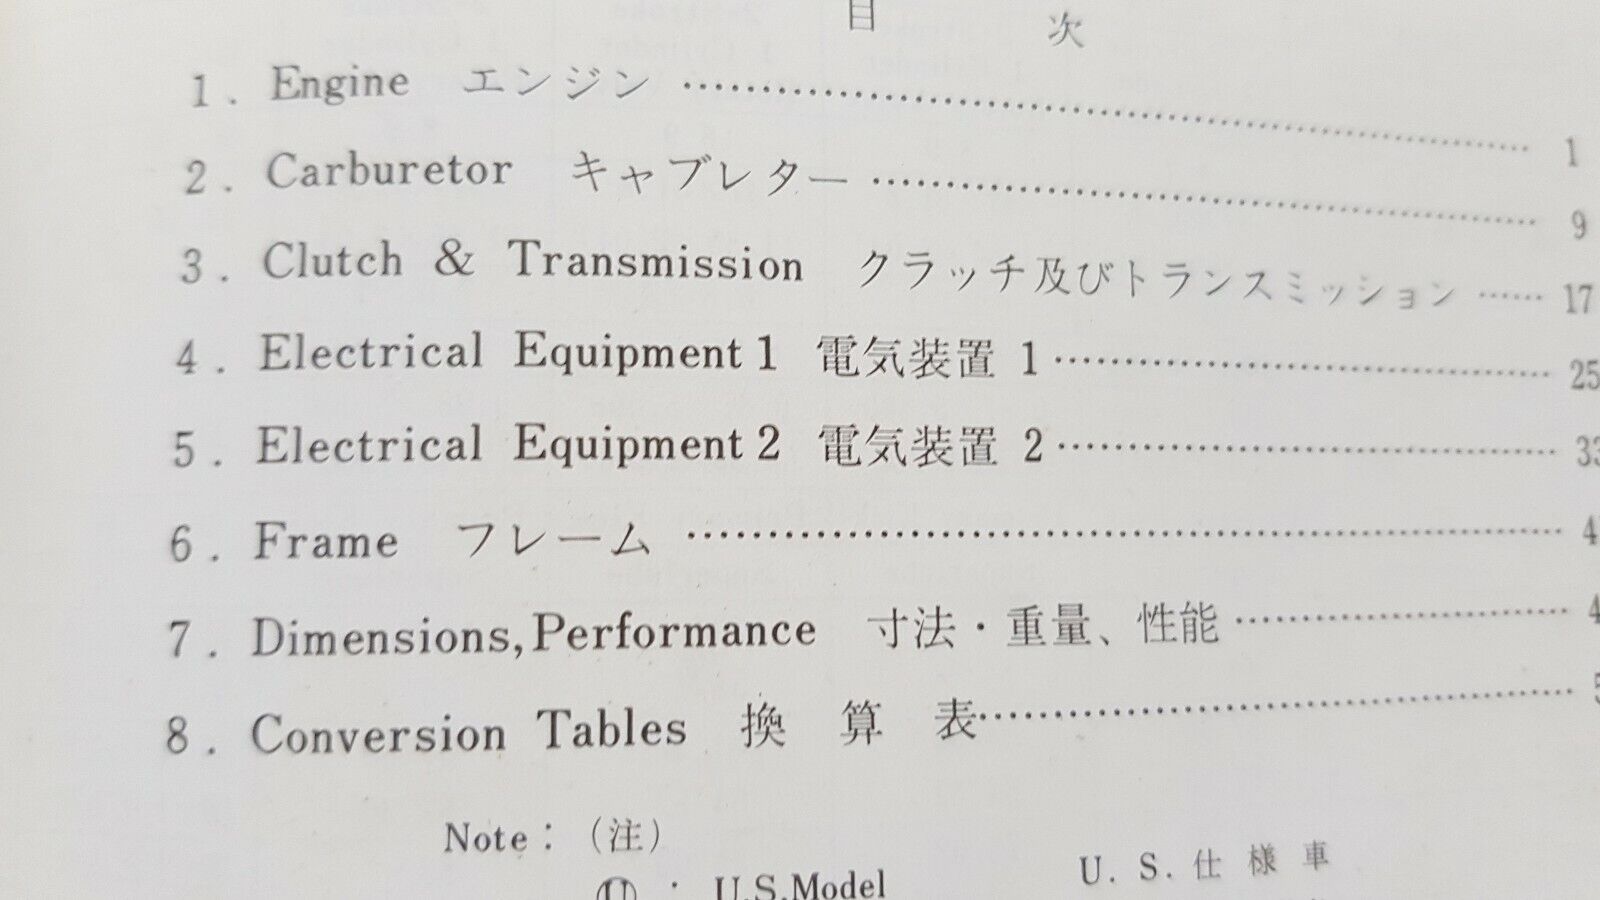 目 次
1. Engine エンジン ………… 1
2. Carburetor キャブレター ………… 9
3. Clutch & Transmission クラッチ及びトランスミッション …… 17
4. Electrical Equipment 1 電気装置 1 ………… 25
5. Electrical Equipment 2 電気装置 2 ………… 33
6. Frame フレーム …………
7. Dimensions, Performance 寸法・重量、性能 …………
8. Conversion Tables 換 算 表 …………
Note: (注)
Ⓤ : U.S.Model U. S. 仕 様 車